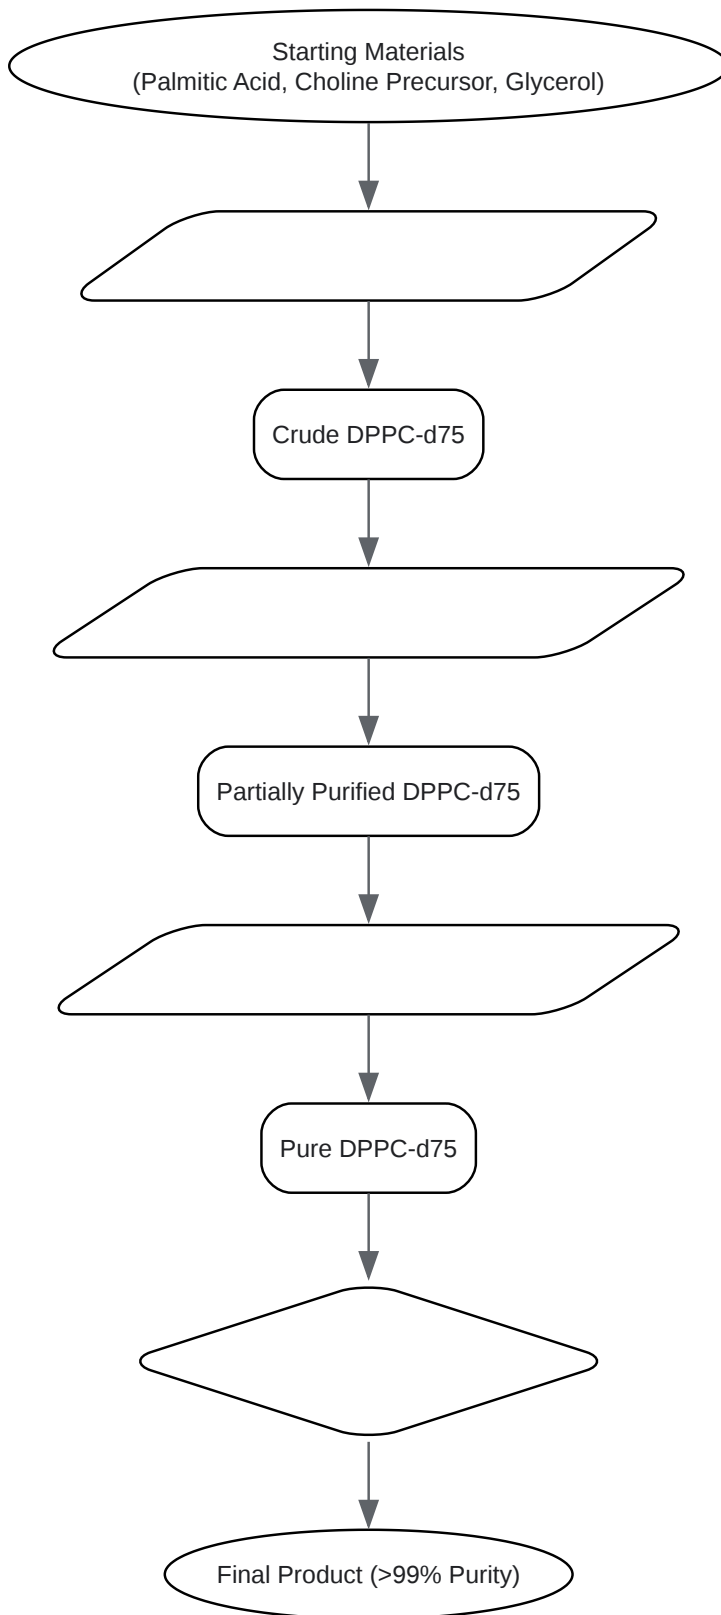 Starting Materials
(Palmitic Acid, Choline Precursor, Glycerol)
Crude DPPC-d75
Partially Purified DPPC-d75
Pure DPPC-d75
Final Product (>99% Purity)